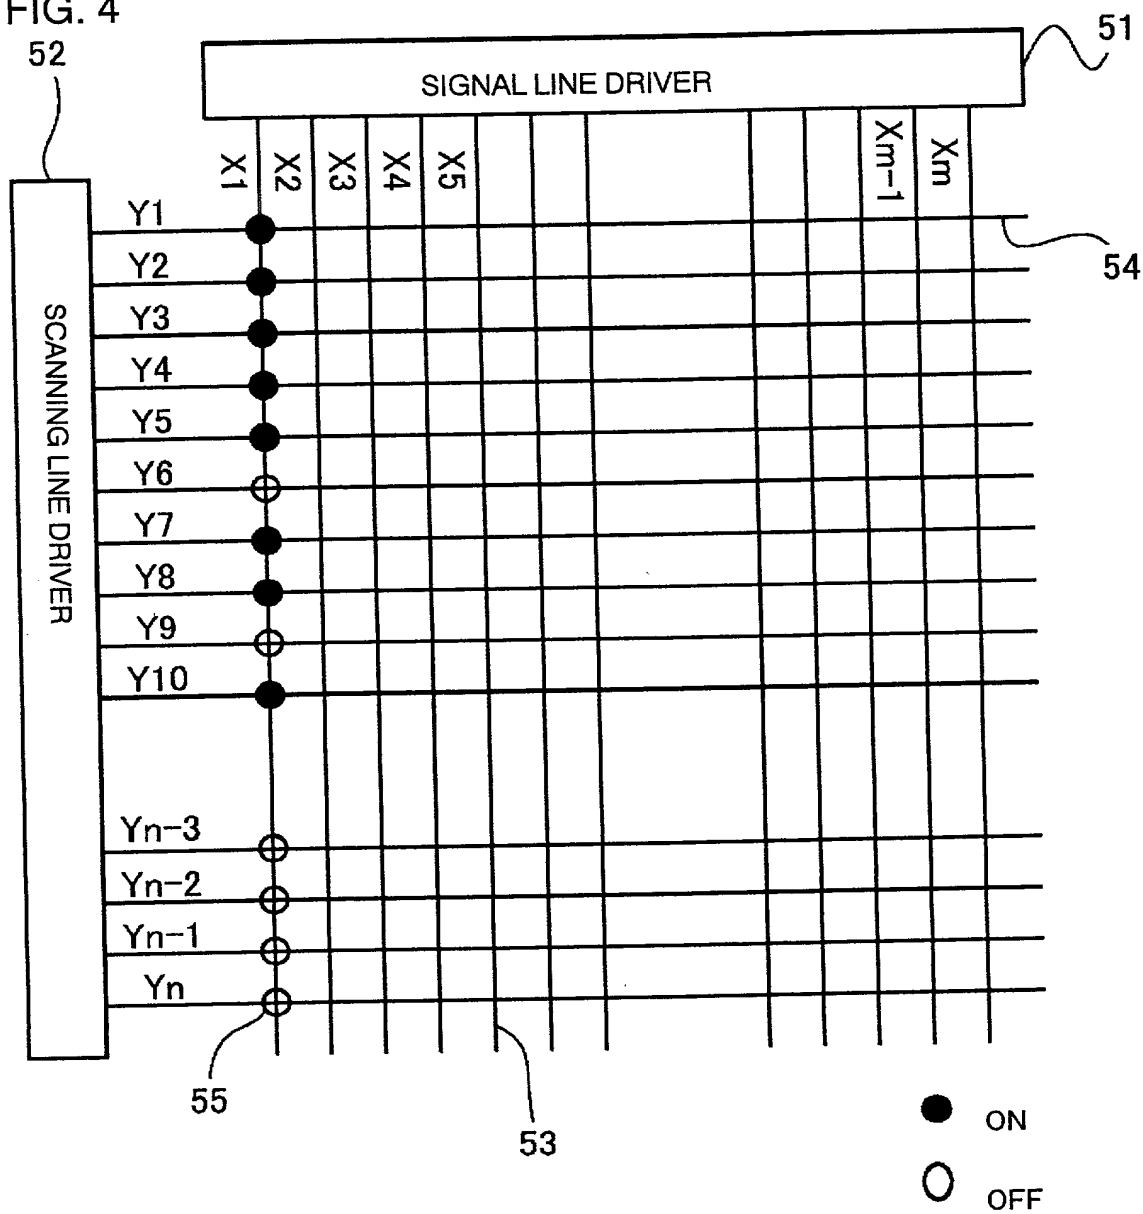 FIG. 4
52
51
SIGNAL LINE DRIVER
X1
X2
X3
X4
X5
Xm-1
Xm
SCANNING LINE DRIVER
Y1
54
Y2
Y3
Y4
Y5
Y6
Y7
Y8
Y9
Y10
Yn-3
Yn-2
Yn-1
Yn
55
53
ON
OFF